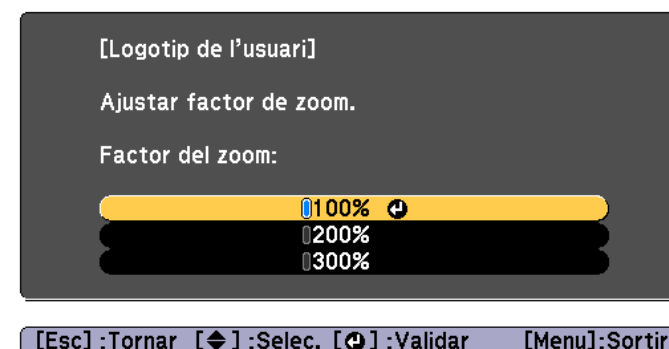 [Logotip de l'usuari]
Ajustar factor de zoom.
Factor del zoom:
100%
200%
300%
[Esc] :Tornar [◆] :Selec. [⏎] :Validar [Menu]:Sortir